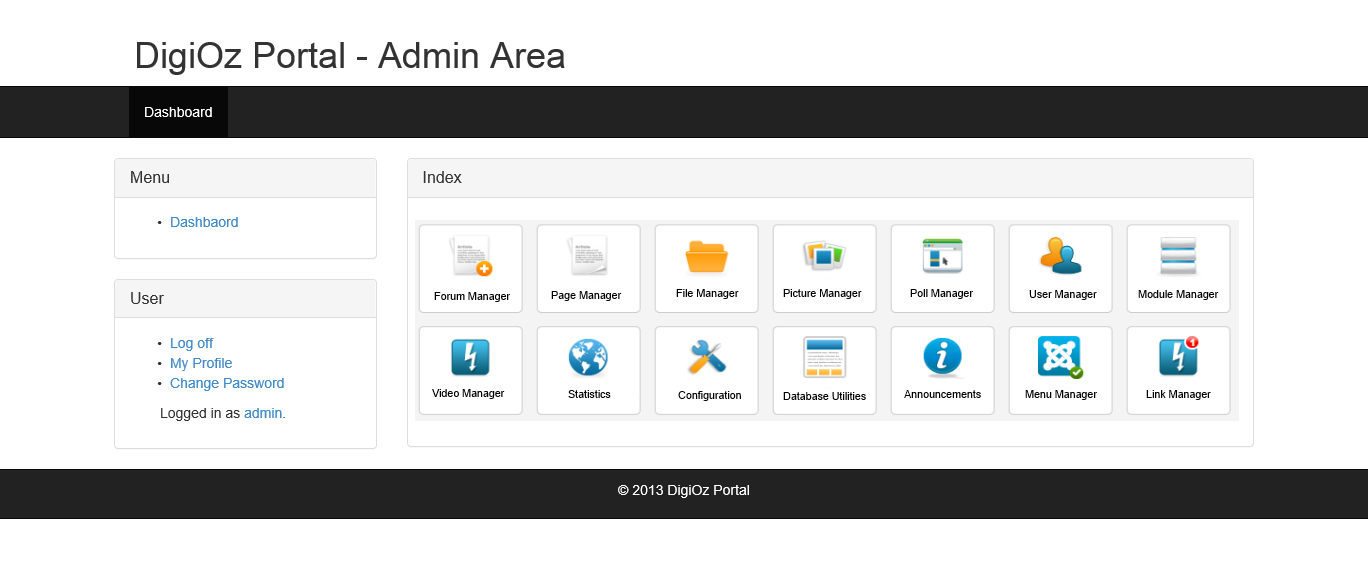 DigiOz Portal - Admin Area
Dashboard
Menu
• Dashbaord
User
• Log off
• My Profile
• Change Password
Logged in as admin.
Index
Forum Manager
Page Manager
File Manager
Picture Manager
Poll Manager
User Manager
Module Manager
Video Manager
Statistics
Configuration
Database Utilities
Announcements
Menu Manager
1
Link Manager
© 2013 DigiOz Portal